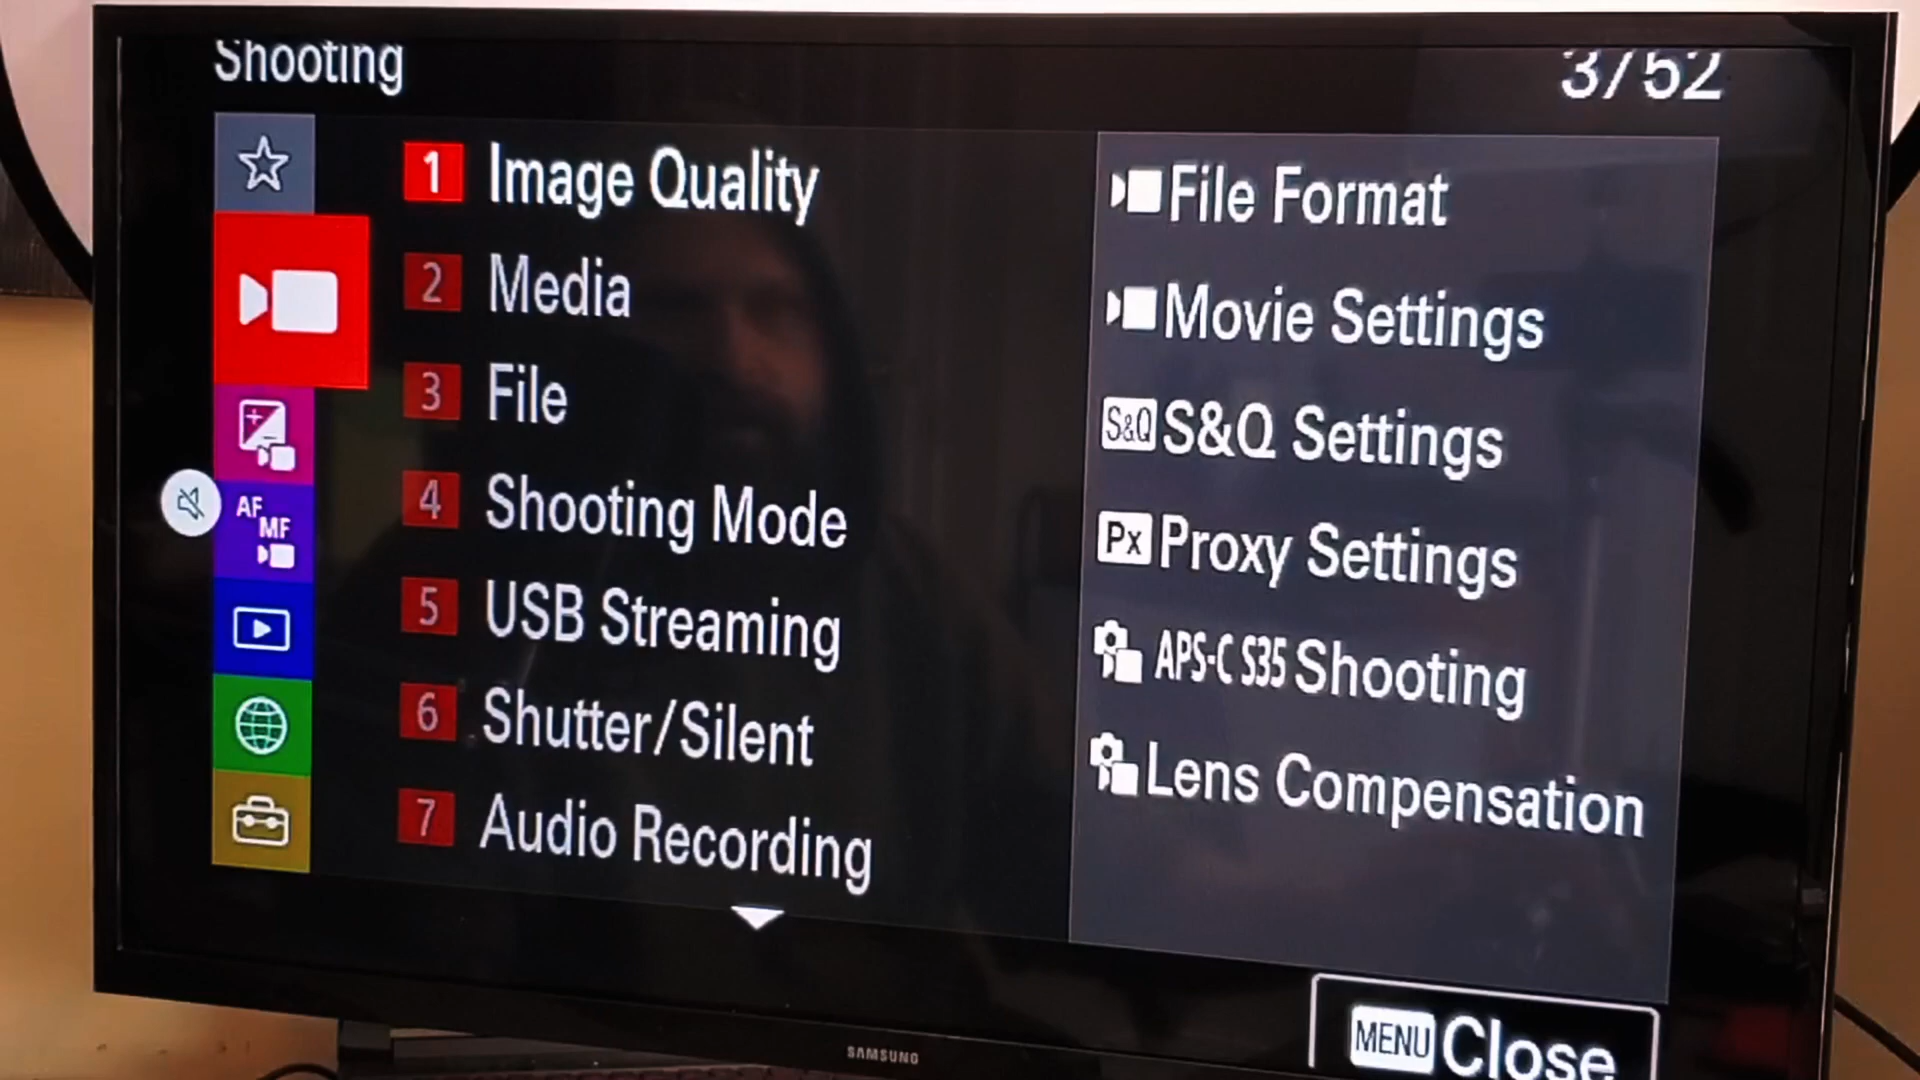 Shooting
3/52
1 Image Quality
2 Media
3 File
4 Shooting Mode
5 USB Streaming
6 Shutter/Silent
7 Audio Recording
AF
MF
File Format
Movie Settings
S&Q S&Q Settings
Px Proxy Settings
APS-C S35 Shooting
Lens Compensation
MENU Close
SAMSUNG